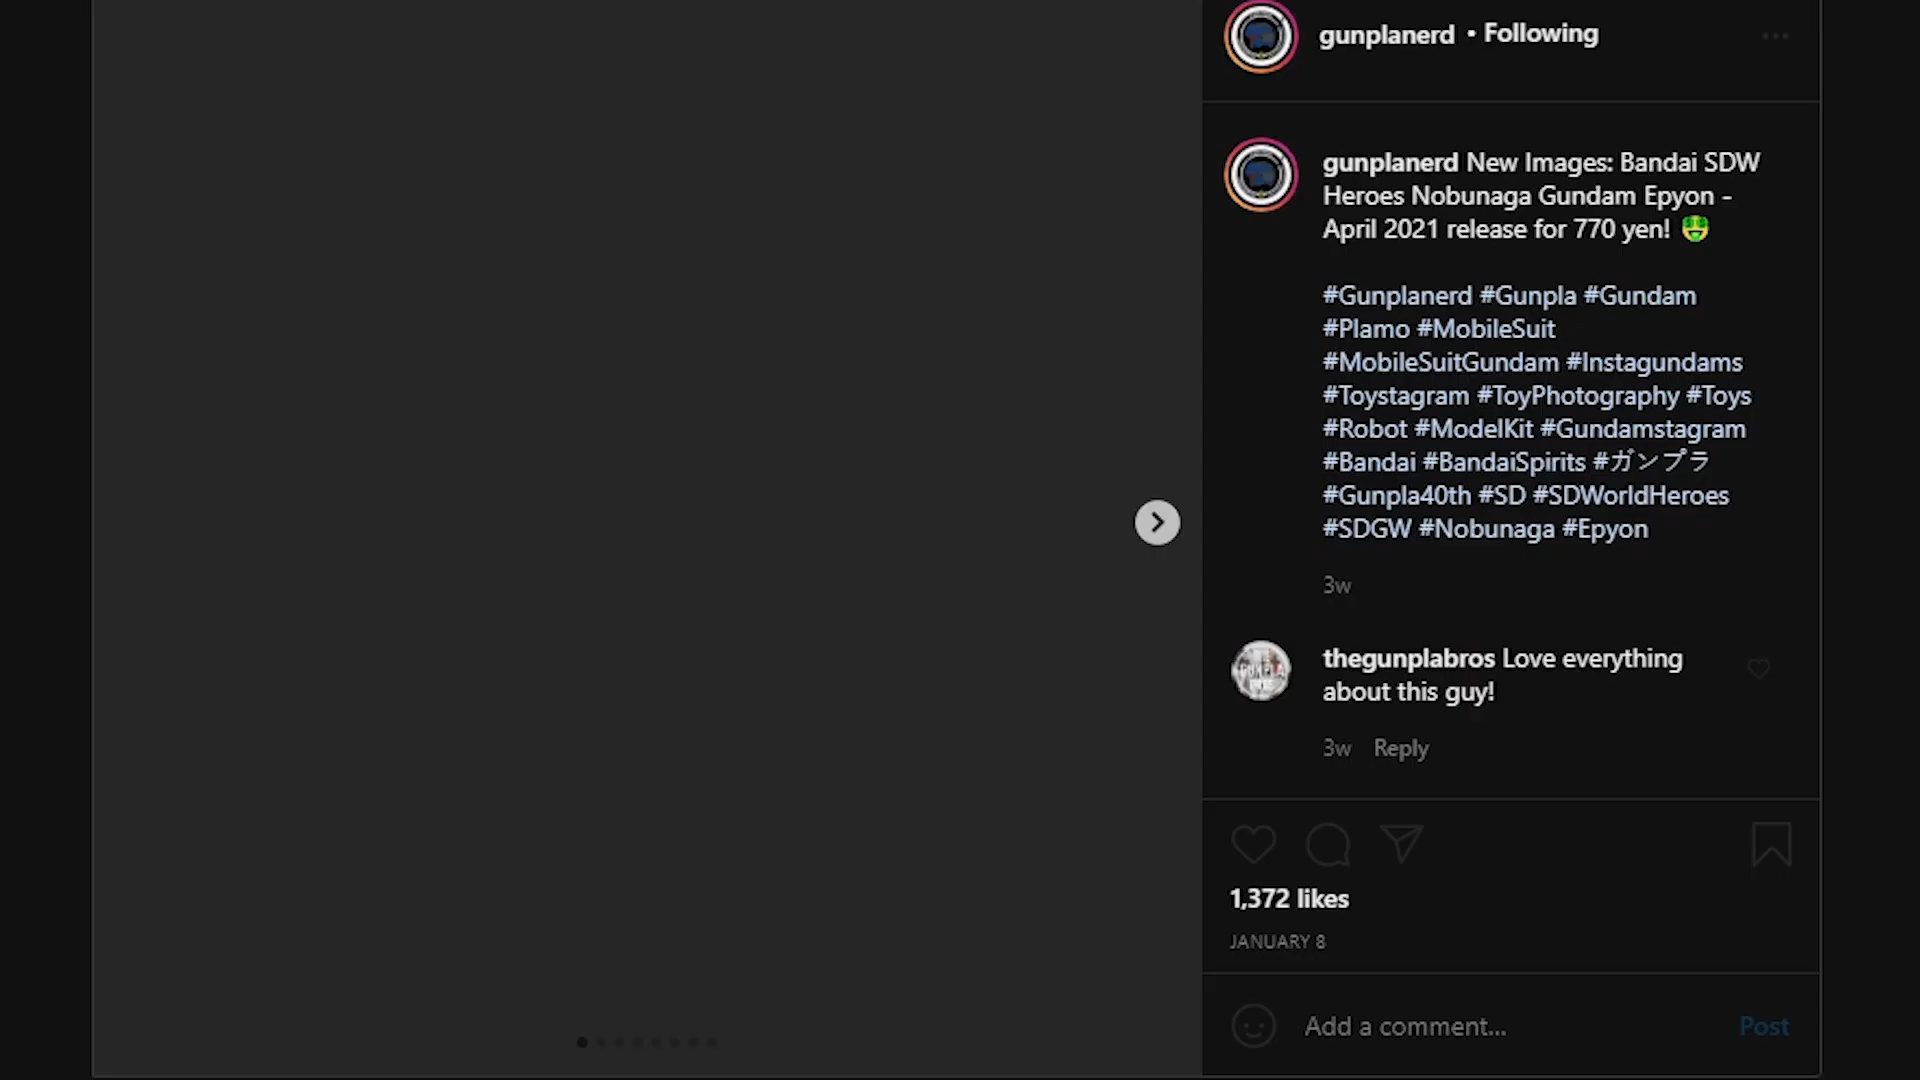 gunplanerd • Following
gunplanerd New Images: Bandai SDW
Heroes Nobunaga Gundam Epyon -
April 2021 release for 770 yen! 🤑
#Gunplanerd #Gunpla #Gundam
#Plamo #MobileSuit
#MobileSuitGundam #Instagundams
#Toystagram #ToyPhotography #Toys
#Robot #ModelKit #Gundamstagram
#Bandai #BandaiSpirits #ガンプラ
#Gunpla40th #SD #SDWorldHeroes
#SDGW #Nobunaga #Epyon
3w
thegunplabros Love everything
about this guy!
3w Reply
1,372 likes
JANUARY 8
Add a comment... Post